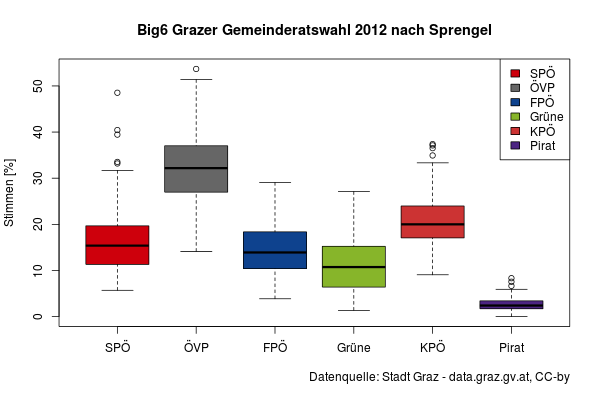 Big6 Grazer Gemeinderatswahl 2012 nach Sprengel
Stimmen [%]
50
40
30
20
10
0
SPÖ
ÖVP
FPÖ
Grüne
KPÖ
Pirat
SPÖ ÖVP FPÖ Grüne KPÖ Pirat
Datenquelle: Stadt Graz - data.graz.gv.at, CC-by